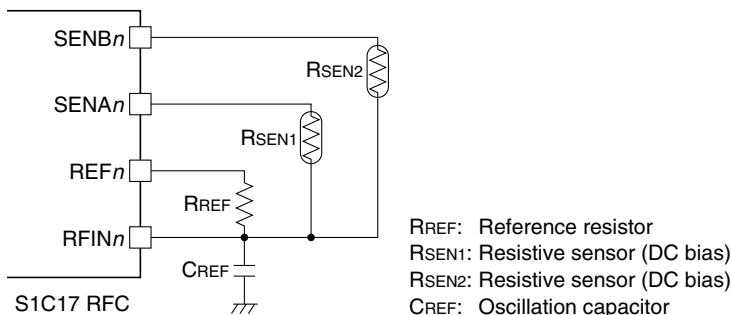 SENBn
RSEN2
SENAn
RSEN1
REFn
RREF
RFINn
CREF
S1C17 RFC
RREF: Reference resistor
RSEN1: Resistive sensor (DC bias)
RSEN2: Resistive sensor (DC bias)
CREF: Oscillation capacitor